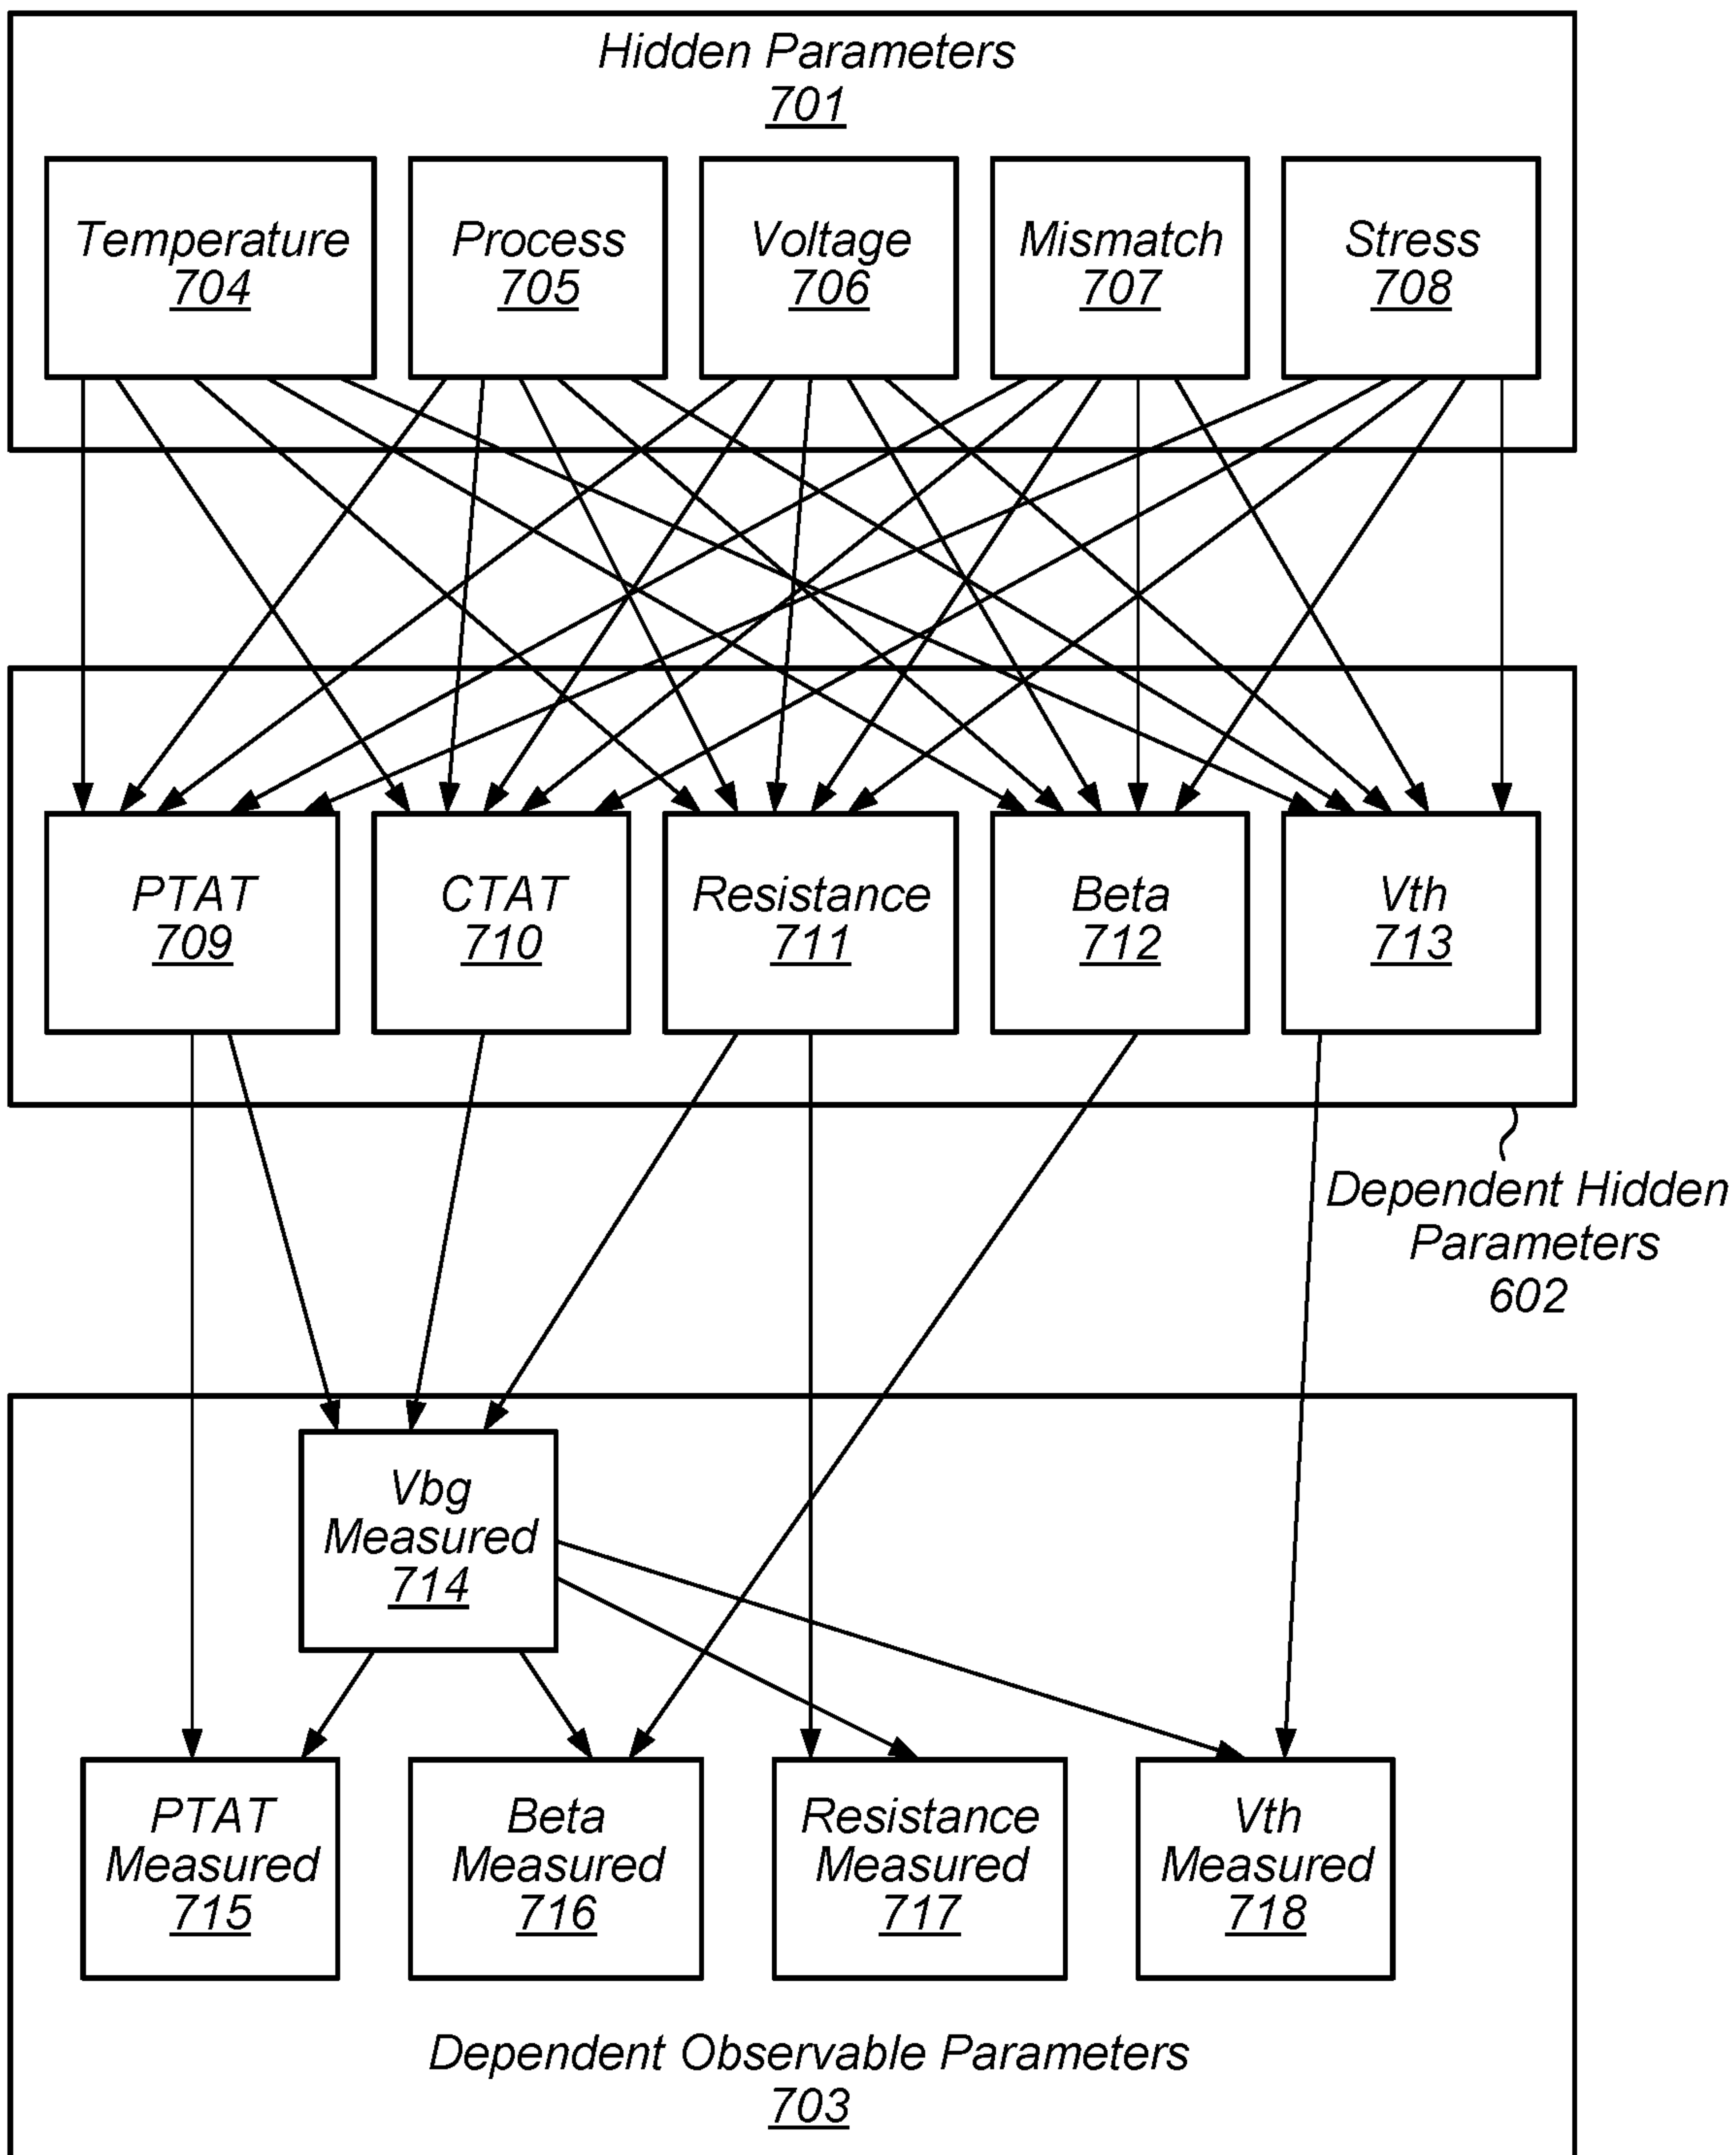 Hidden Parameters
701
Temperature
704
Process
705
Voltage
706
Mismatch
707
Stress
708
PTAT
709
CTAT
710
Resistance
711
Beta
712
Vth
713
Dependent Hidden
Parameters
602
Vbg
Measured
714
PTAT
Measured
715
Beta
Measured
716
Resistance
Measured
717
Vth
Measured
718
Dependent Observable Parameters
703